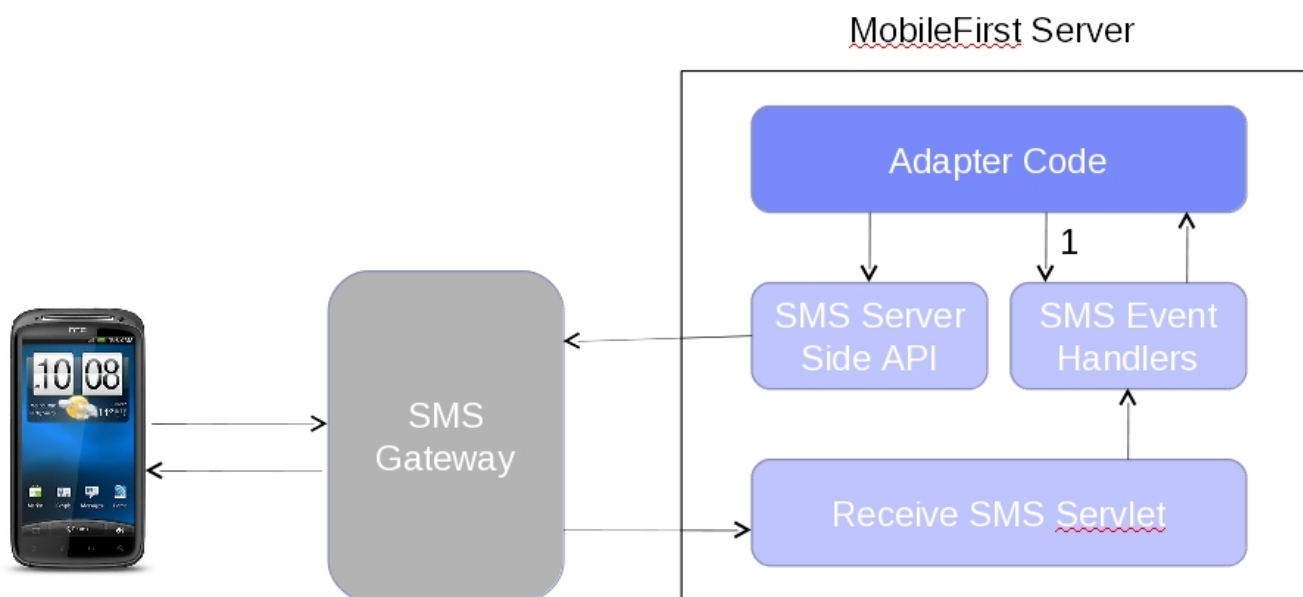 MobileFirst Server
Adapter Code
1
SMS Server
Side API
SMS Event
Handlers
SMS
Gateway
Receive SMS Servlet
hTC
10 08